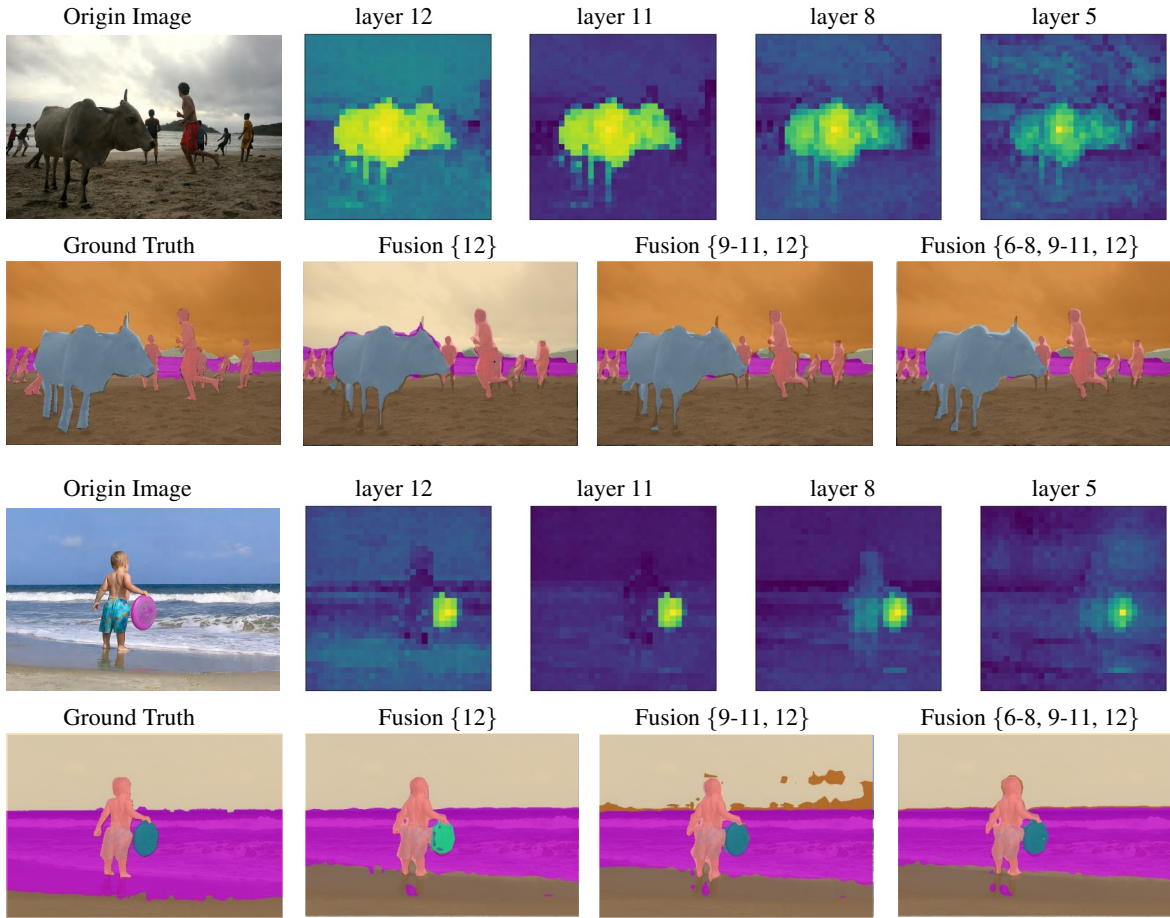 Origin Image layer 12 layer 11 layer 8 layer 5
Ground Truth Fusion {12} Fusion {9-11, 12} Fusion {6-8, 9-11, 12}
Origin Image layer 12 layer 11 layer 8 layer 5
Ground Truth Fusion {12} Fusion {9-11, 12} Fusion {6-8, 9-11, 12}